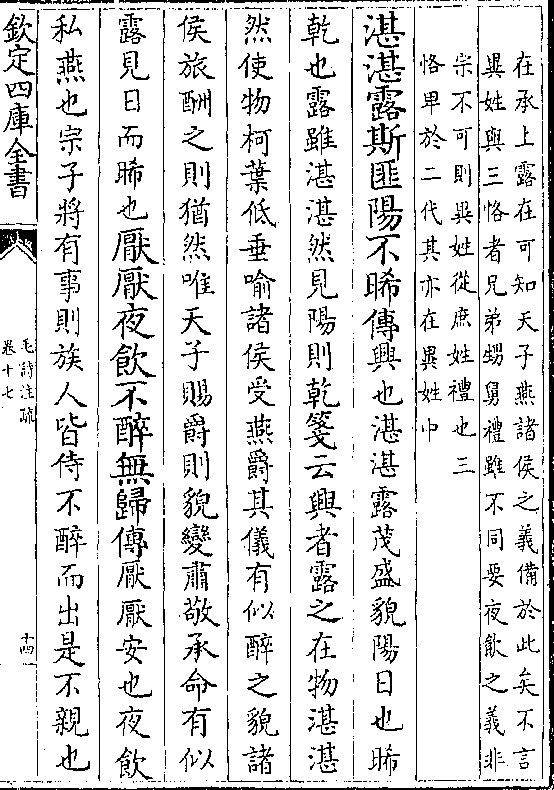 在承上露在可知天子燕諸侯之義備於此矣不言
異姓與三恪者兄弟甥舅禮雖不同要夜飲之義非
宗不可則異姓從庶姓禮也三
恪卑於二代其亦在異姓中
湛湛露斯匪陽不晞傳興也湛湛露茂盛貌陽日也晞
乾也露雖湛湛然見陽則乾箋云興者露之在物湛湛
然使物柯葉低垂喻諸侯受燕爵其儀有似醉之貌諸
侯旅酬之則猶然唯天子賜爵則貌變肅敬承命有似
露見日而晞也厭厭夜飲不醉無歸傳厭厭安也夜飲
私燕也宗子將有事則族人皆侍不醉而出是不親也
欽定四庫全書
毛詩注疏
卷十七
十四